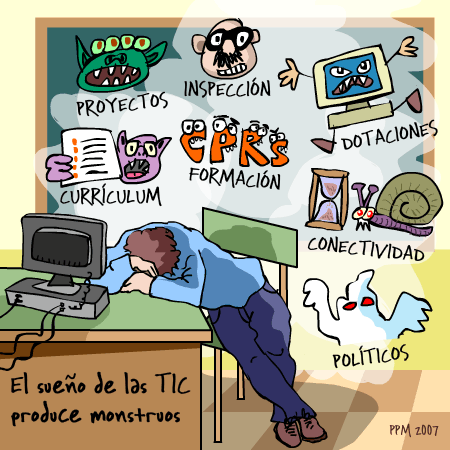 PROYECTOS
INSPECCIÓN
DOTACIONES
CURRÍCULUM
CPRs
FORMACIÓN
CONECTIVIDAD
POLÍTICOS
El sueño de las TIC
produce monstruos
PPM 2007